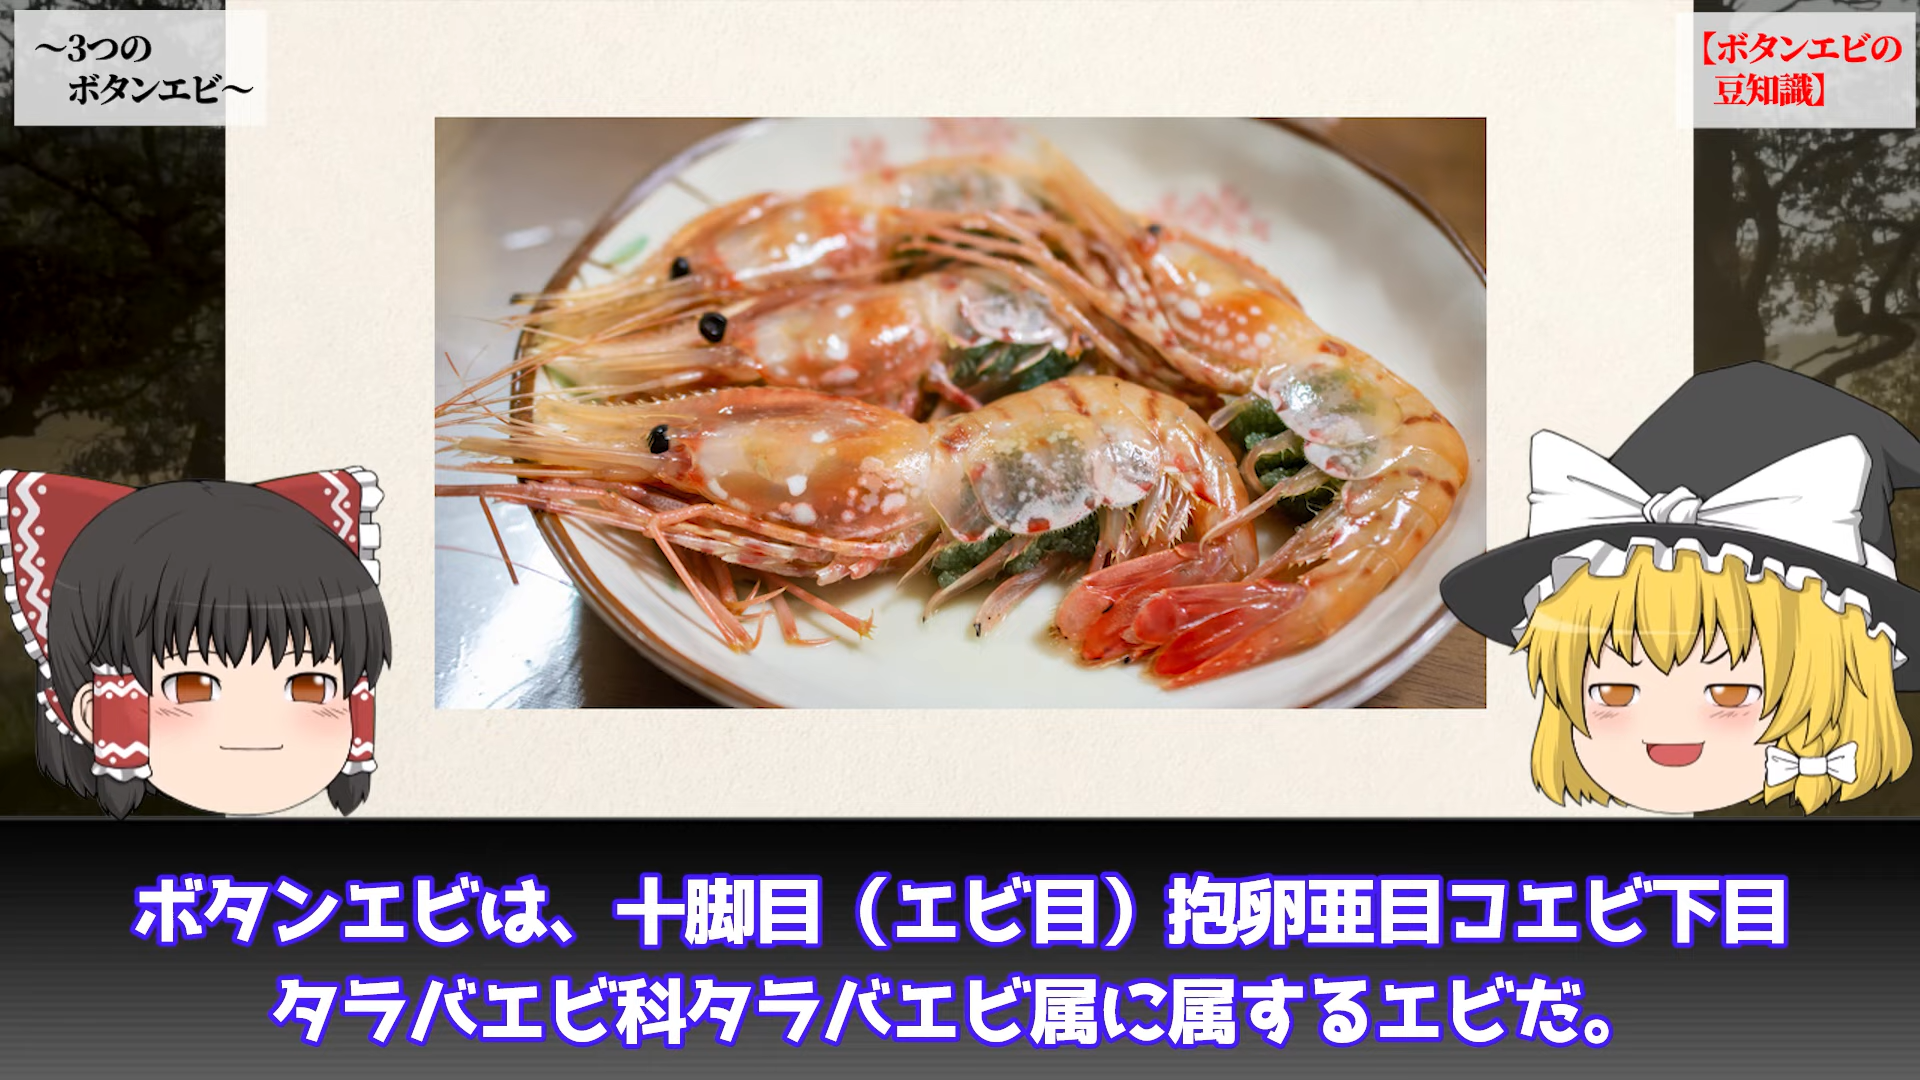 ～3つの
ボタンエビ～
【ボタンエビの
豆知識】
ボタンエビは、十脚目（エビ目）抱卵亜目コエビ下目
タラバエビ科タラバエビ属に属するエビだ。